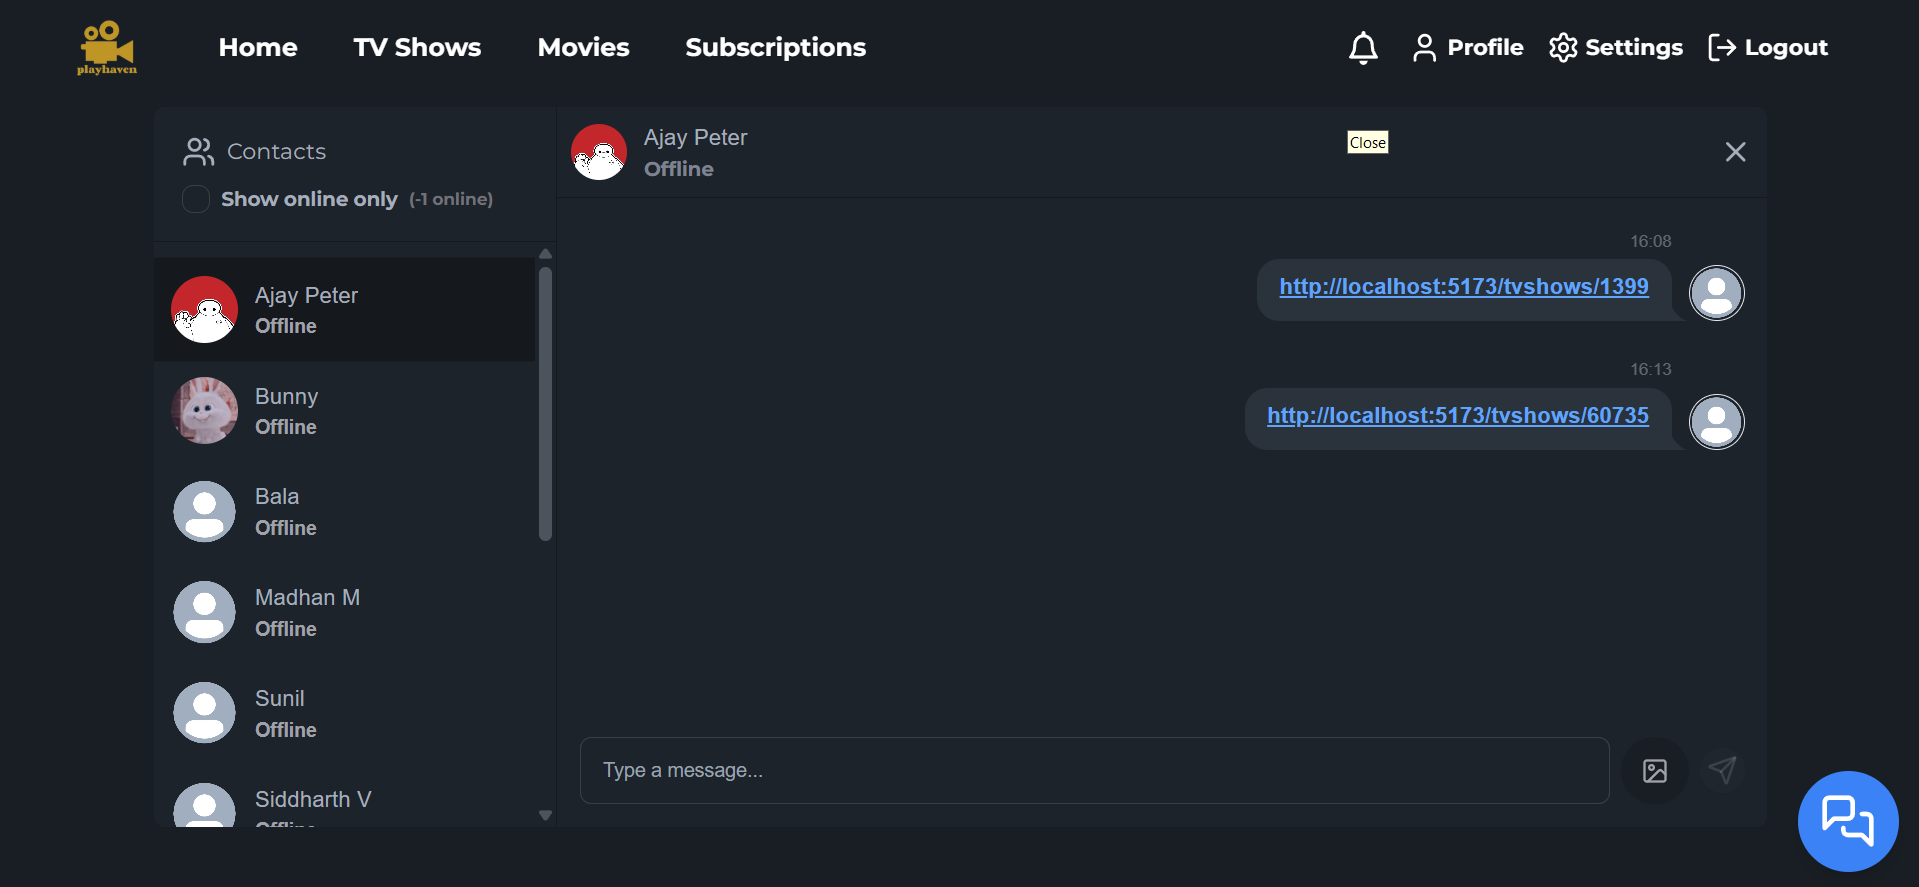 playhaven
Home
TV Shows
Movies
Subscriptions
Profile
Settings
Logout
Contacts
Show online only (-1 online)
Ajay Peter
Offline
Bunny
Offline
Bala
Offline
Madhan M
Offline
Sunil
Offline
Siddharth V
Offline
Ajay Peter
Offline
Close
16:08
http://localhost:5173/tvshows/1399
16:13
http://localhost:5173/tvshows/60735
Type a message...